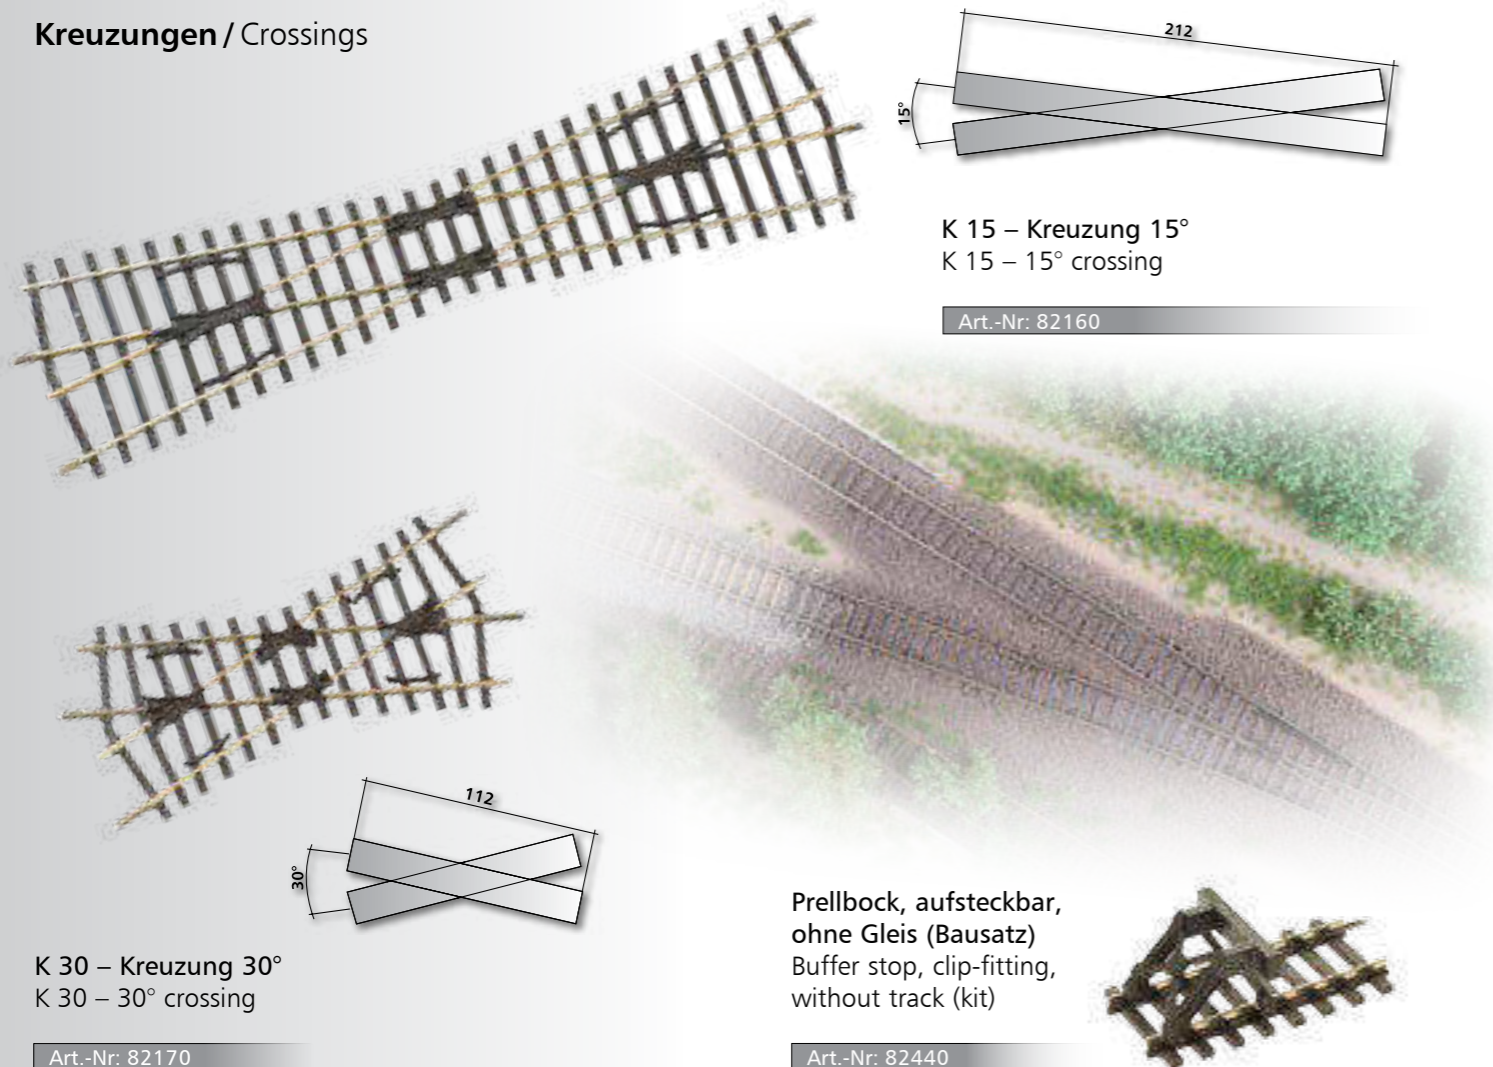 Kreuzungen / Crossings
212
15°
K 15 – Kreuzung 15°
K 15 – 15° crossing
Art.-Nr: 82160
112
30°
K 30 – Kreuzung 30°
K 30 – 30° crossing
Art.-Nr: 82170
Prellbock, aufsteckbar,
ohne Gleis (Bausatz)
Buffer stop, clip-fitting,
without track (kit)
Art.-Nr: 82440